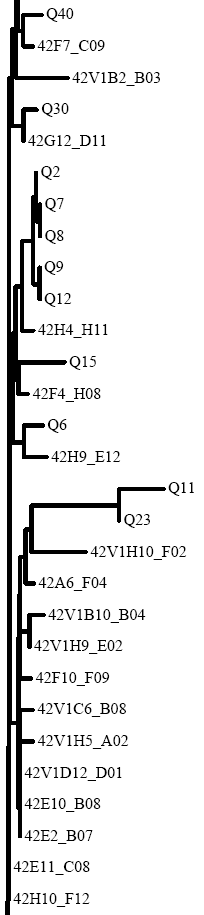 Q40
42F7_C09
42V1B2_B03
Q30
42G12_D11
Q2
Q7
Q8
Q9
Q12
42H4_H11
Q15
42F4_H08
Q6
42H9_E12
Q11
Q23
42V1H10_F02
42A6_F04
42V1B10_B04
42V1H9_E02
42F10_F09
42V1C6_B08
42V1H5_A02
42V1D12_D01
42E10_B08
42E2_B07
42E11_C08
42H10_F12